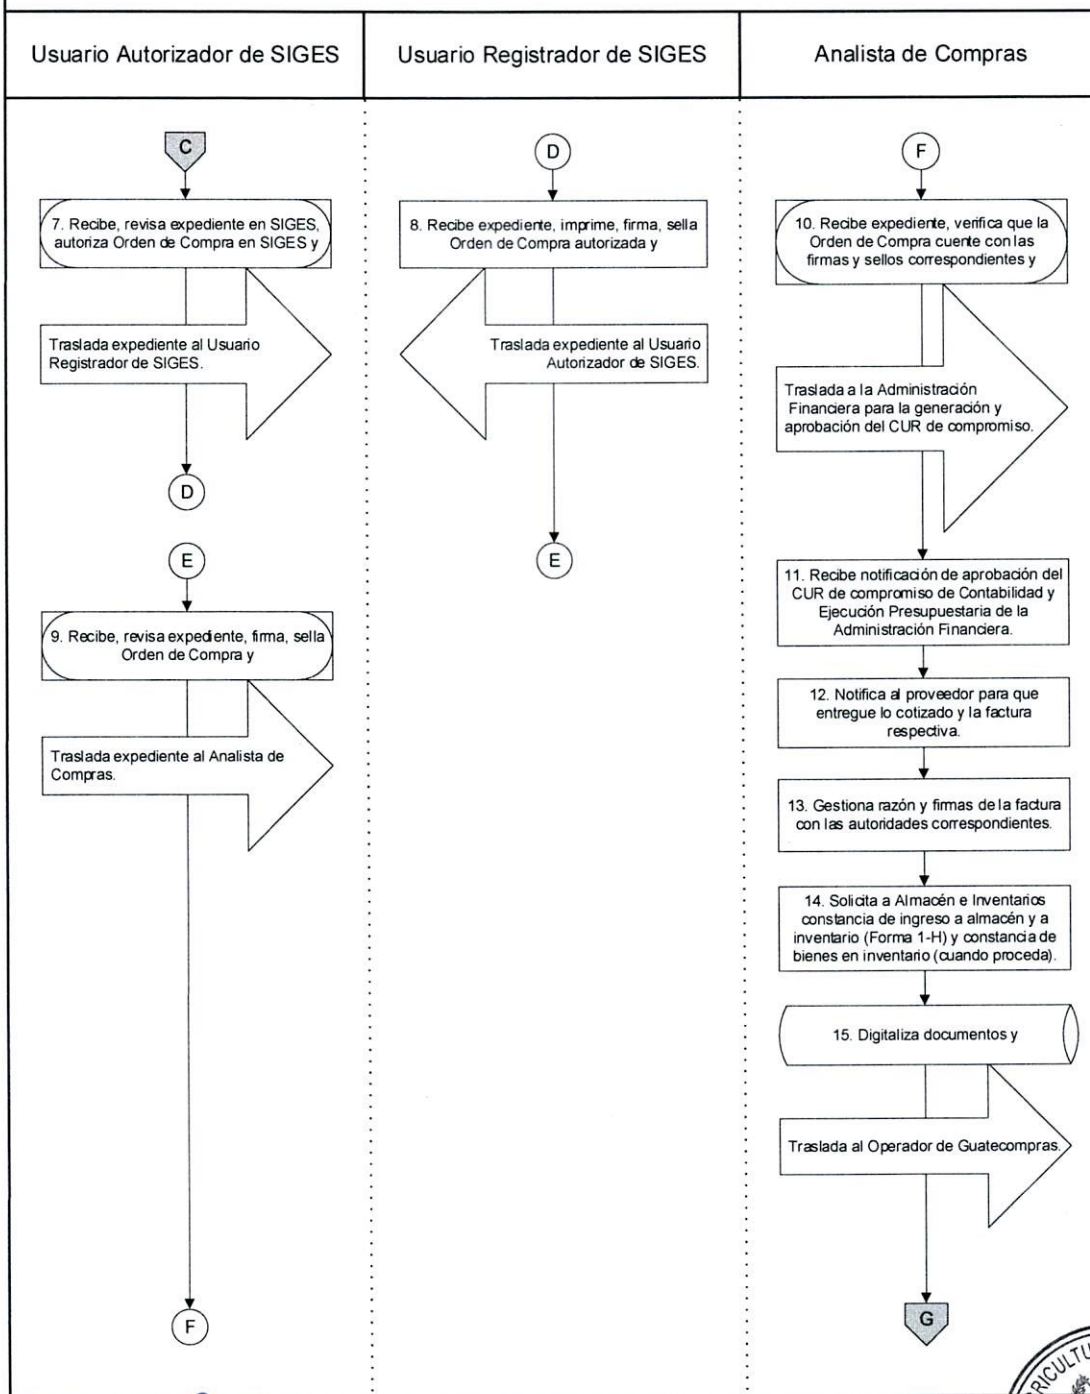 Usuario Autorizador de SIGES
Usuario Registrador de SIGES
Analista de Compras
C
7. Recibe, revisa expediente en SIGES,
autoriza Orden de Compra en SIGES y
Traslada expediente al Usuario
Registrador de SIGES.
D
E
9. Recibe, revisa expediente, firma, sella
Orden de Compra y
Traslada expediente al Analista de
Compras.
F
D
8. Recibe expediente, imprime, firma, sella
Orden de Compra autorizada y
Traslada expediente al Usuario
Autorizador de SIGES.
E
F
10. Recibe expediente, verifica que la
Orden de Compra cuente con las
firmas y sellos correspondientes y
Traslada a la Administración
Financiera para la generación y
aprobación del CUR de compromiso.
11. Recibe notificación de aprobación del
CUR de compromiso de Contabilidad y
Ejecución Presupuestaria de la
Administración Financiera.
12. Notifica al proveedor para que
entregue lo cotizado y la factura
respectiva.
13. Gestiona razón y firmas de la factura
con las autoridades correspondientes.
14. Solicita a Almacén e Inventarios
constancia de ingreso a almacén y a
inventario (Forma 1-H) y constancia de
bienes en inventario (cuando proceda).
15. Digitaliza documentos y
Traslada al Operador de Guatecompras.
G